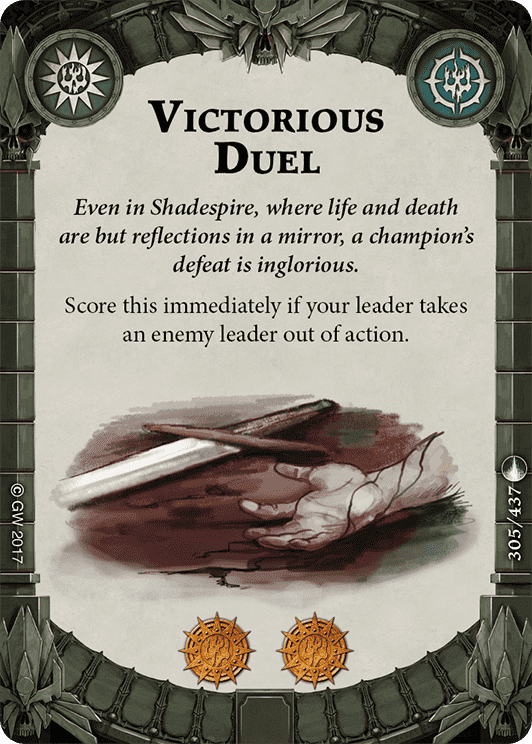 Victorious
Duel
Even in Shadespire, where life and death
are but reflections in a mirror, a champion's
defeat is inglorious.
Score this immediately if your leader takes
an enemy leader out of action.
© GW 2017
305/437